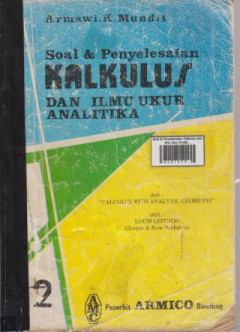 Armawi.K.Mundit
Soal & Penyelesaian
KALKULUS
DAN ILMU UKUR
ANALITIKA
dari
"CALCULUS WITH ANALYTIC GEOMETRY"
oleh
LOUIS LEITHOLD
(Harper & Row Publisher)
2
Penerbit ARMICO Bandung